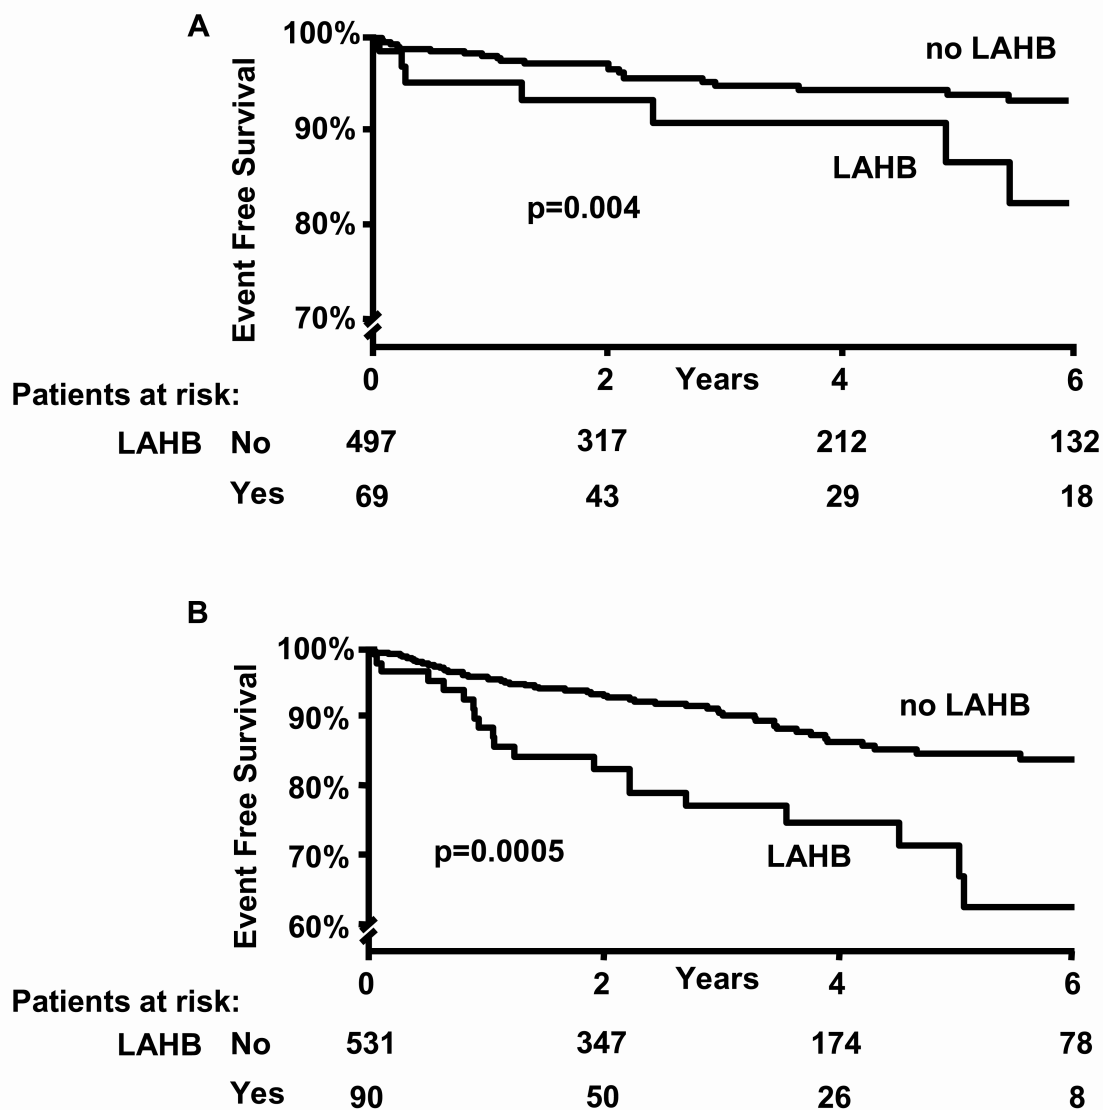 A
100%
90%
80%
70%
Event Free Survival
no LAHB
LAHB
p=0.004
0 2 Years 4 6
Patients at risk:
LAHB No 497 317 212 132
Yes 69 43 29 18
B
100%
90%
80%
70%
60%
Event Free Survival
no LAHB
LAHB
p=0.0005
0 2 Years 4 6
Patients at risk:
LAHB No 531 347 174 78
Yes 90 50 26 8